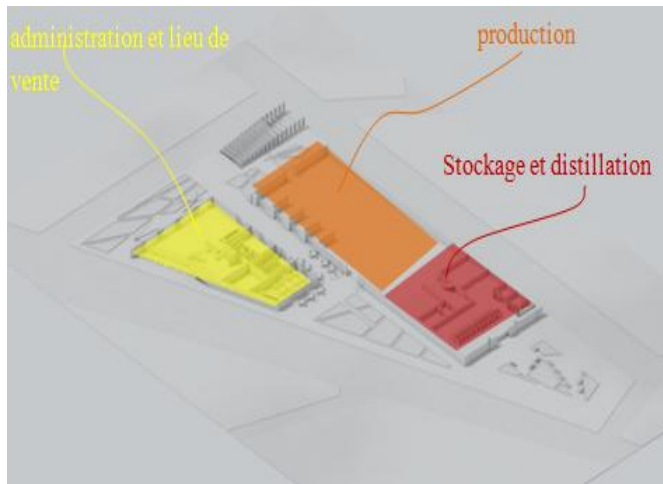 administration et lieu de
vente
production
Stockage et distillation